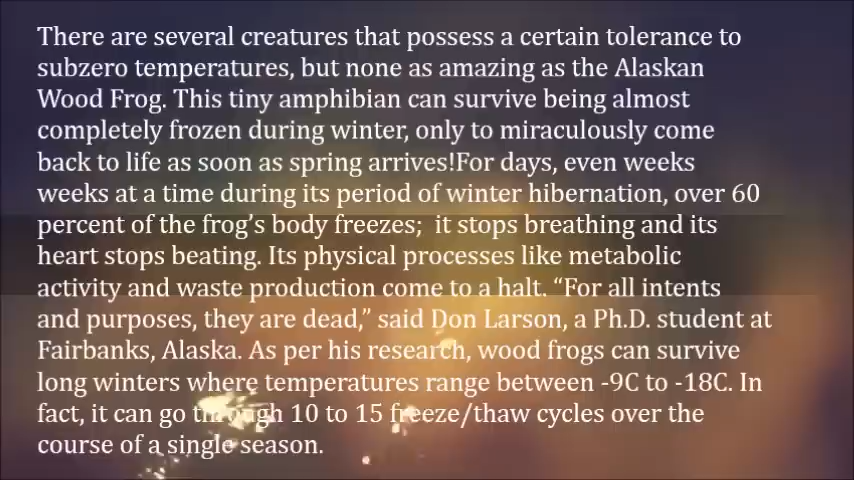 There are several creatures that possess a certain tolerance to
subzero temperatures, but none as amazing as the Alaskan
Wood Frog. This tiny amphibian can survive being almost
completely frozen during winter, only to miraculously come
back to life as soon as spring arrives!For days, even weeks
weeks at a time during its period of winter hibernation, over 60
percent of the frog’s body freezes;  it stops breathing and its
heart stops beating. Its physical processes like metabolic
activity and waste production come to a halt. “For all intents
and purposes, they are dead,” said Don Larson, a Ph.D. student at
Fairbanks, Alaska. As per his research, wood frogs can survive
long winters where temperatures range between -9C to -18C. In
fact, it can go through 10 to 15 freeze/thaw cycles over the
course of a single season.